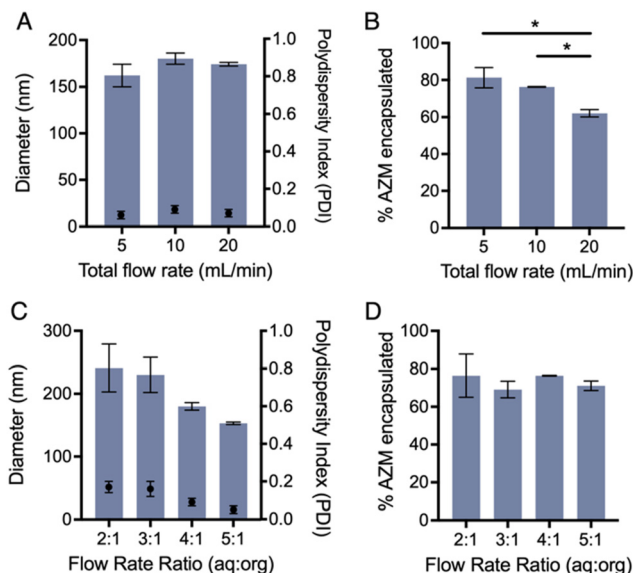 A
Diameter (nm)
200
150
100
50
0
1.0
0.8
0.6
0.4
0.2
0.0
Polydispersity Index (PDI)
5 10 20
Total flow rate (mL/min)
B
% AZM encapsulated
100
80
60
40
20
0
*
*
5 10 20
Total flow rate (mL/min)
C
Diameter (nm)
300
200
100
0
1.0
0.8
0.6
0.4
0.2
0.0
Polydispersity Index (PDI)
2:1 3:1 4:1 5:1
Flow Rate Ratio (aq:org)
D
% AZM encapsulated
100
80
60
40
20
0
2:1 3:1 4:1 5:1
Flow Rate Ratio (aq:org)